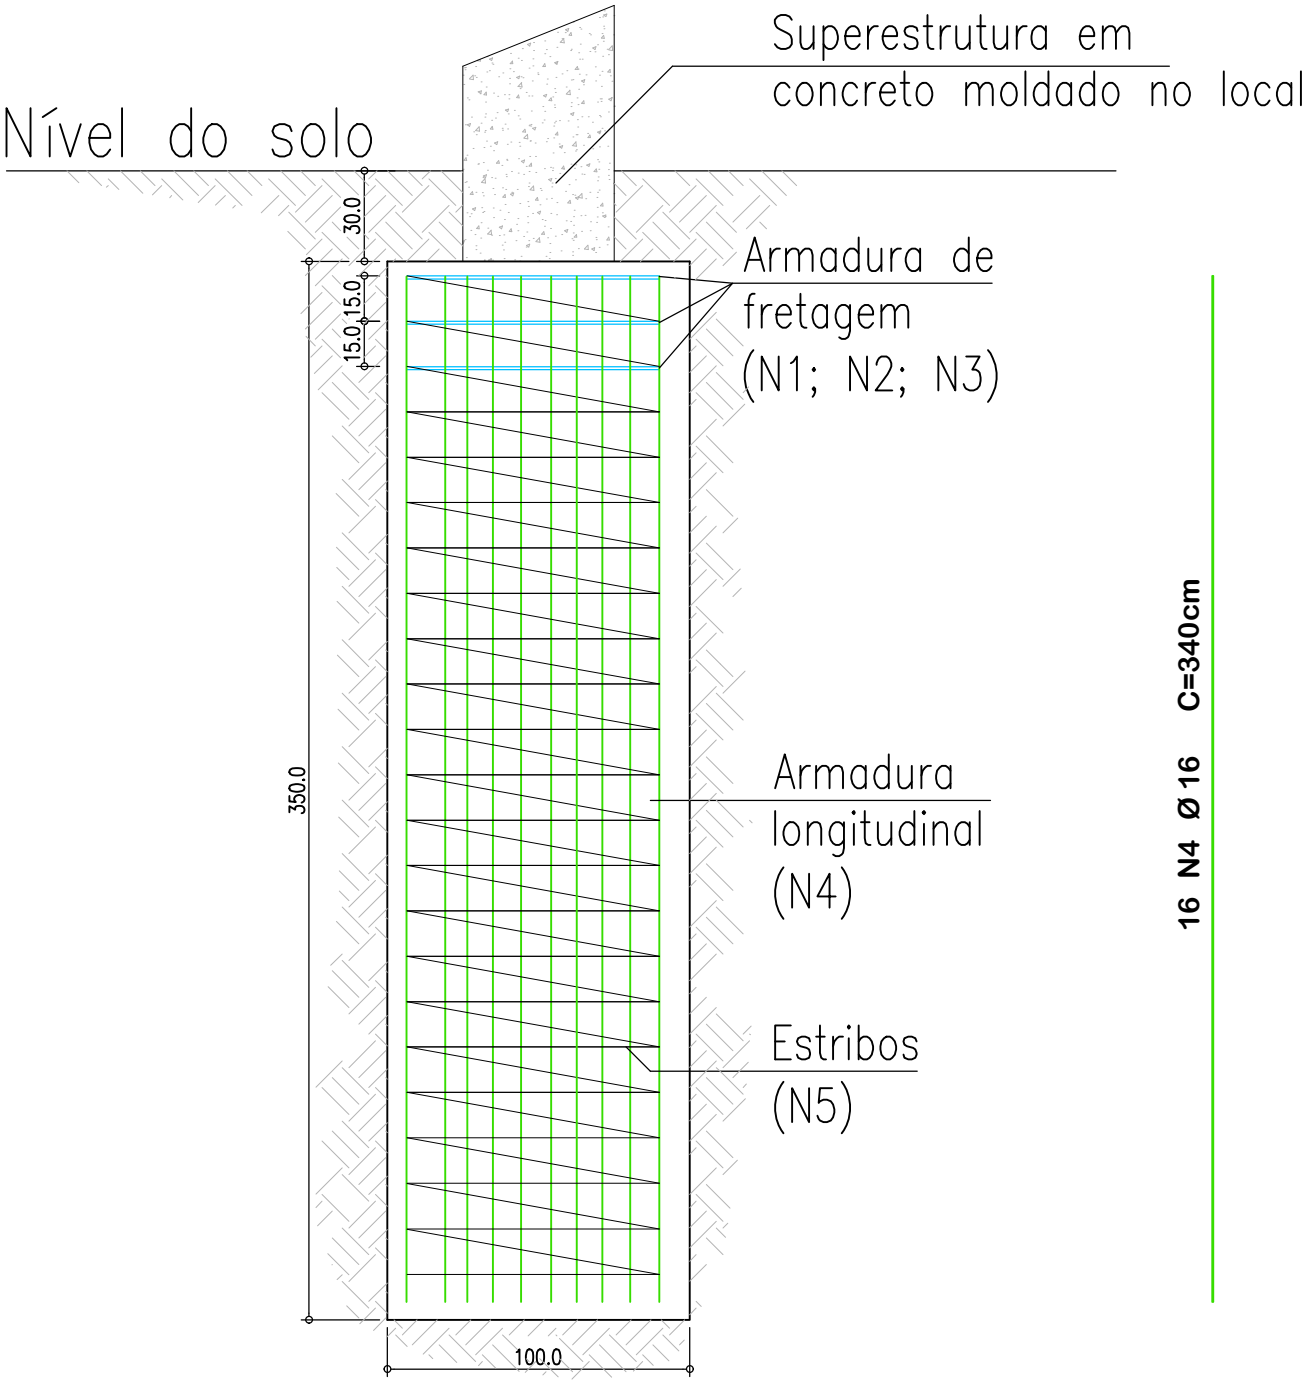 Superestrutura em
concreto moldado no local
Nível do solo
30.0
15.0
15.0
Armadura de
fretagem
(N1; N2; N3)
350.0
16 N4 Ø 16 C=340cm
Armadura
longitudinal
(N4)
Estribos
(N5)
100.0